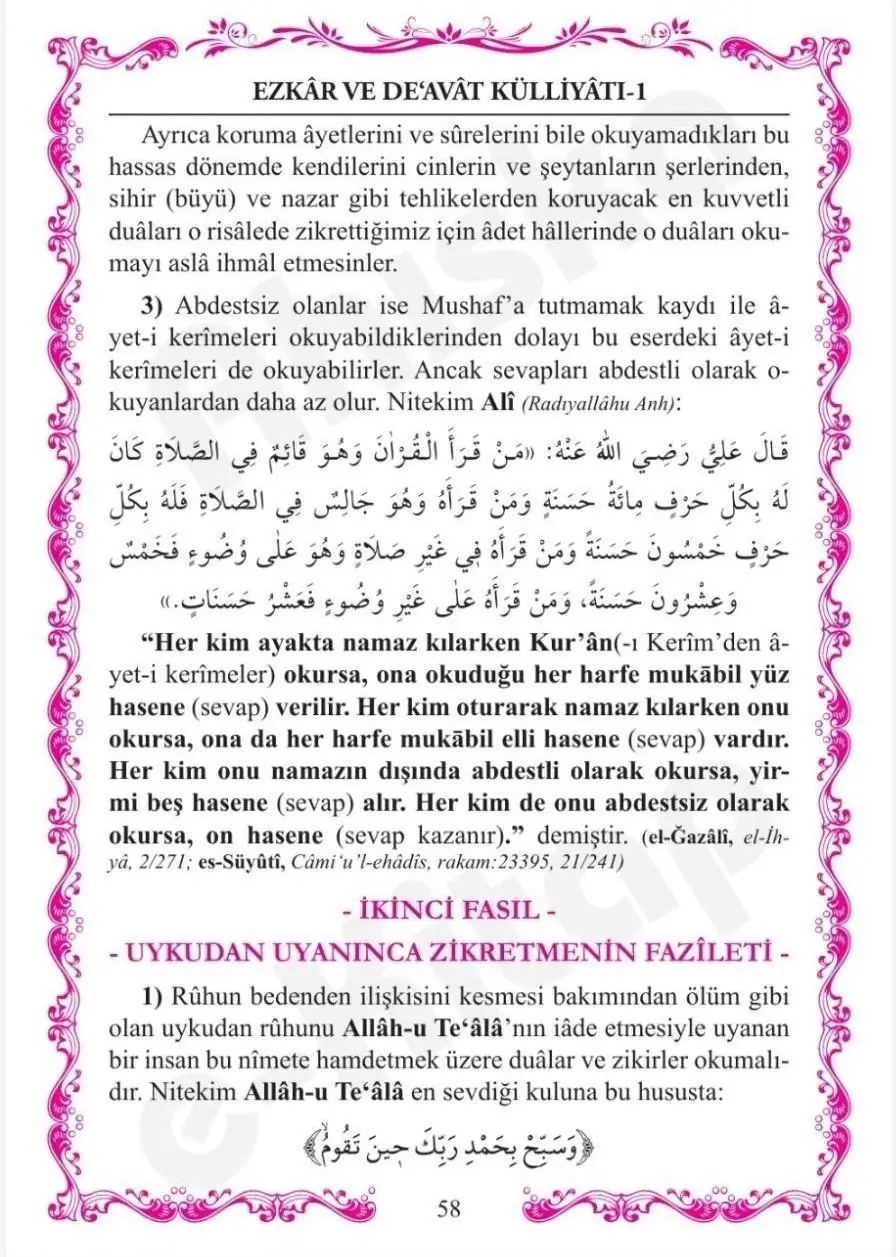 EZKÂR VE DE‘AVÂT KÜLLİYÂTI-1
Ayrıca koruma âyetlerini ve sûrelerini bile okuyamadıkları bu
hassas dönemde kendilerini cinlerin ve şeytanların şerlerinden,
sihir (büyü) ve nazar gibi tehlikelerden koruyacak en kuvvetli
duâları o risâlede zikrettiğimiz için âdet hâllerinde o duâları oku-
mayı aslâ ihmâl etmesinler.
3) Abdestsiz olanlar ise Mushaf’a tutmamak kaydı ile â-
yet-i kerîmeleri okuyabildiklerinden dolayı bu eserdeki âyet-i
kerîmeleri de okuyabilirler. Ancak sevapları abdestli olarak o-
kuyanlardan daha az olur. Nitekim Alî (Radıyallâhu Anh):
قَالَ عَلِيٌّ رَضِيَ اللهُ عَنْهُ: «مَنْ قَرَأَ الْقُرْاٰنَ وَهُوَ قَائِمٌ فِي الصَّلَاةِ كَانَ
لَهُ بِكُلِّ حَرْفٍ مِائَةُ حَسَنَةٍ وَمَنْ قَرَأَهُ وَهُوَ جَالِسٌ فِي الصَّلَاةِ فَلَهُ بِكُلِّ
حَرْفٍ خَمْسُونَ حَسَنَةً وَمَنْ قَرَأَهُ فِي غَيْرِ صَلَاةٍ وَهُوَ عَلٰى وُضُوءٍ فَخَمْسٌ
وَعِشْرُونَ حَسَنَةً، وَمَنْ قَرَأَهُ عَلٰى غَيْرِ وُضُوءٍ فَعَشْرُ حَسَنَاتٍ.»
“Her kim ayakta namaz kılarken Kur’ân(-ı Kerîm’den â-
yet-i kerîmeler) okursa, ona okuduğu her harfe mukābil yüz
hasene (sevap) verilir. Her kim oturarak namaz kılarken onu
okursa, ona da her harfe mukābil elli hasene (sevap) vardır.
Her kim onu namazın dışında abdestli olarak okursa, yir-
mi beş hasene (sevap) alır. Her kim de onu abdestsiz olarak
okursa, on hasene (sevap kazanır).” demiştir. (el-Ğazâlî, el-İh-
yâ, 2/271; es-Süyûtî, Câmi‘u’l-ehâdîs, rakam:23395, 21/241)
- İKİNCİ FASIL -
- UYKUDAN UYANINCA ZİKRETMENİN FAZÎLETİ -
1) Rûhun bedenden ilişkisini kesmesi bakımından ölüm gibi
olan uykudan rûhunu Allâh-u Te‘âlâ’nın iâde etmesiyle uyanan
bir insan bu nîmete hamdetmek üzere duâlar ve zikirler okumalı-
dır. Nitekim Allâh-u Te‘âlâ en sevdiği kuluna bu hususta:
﴿وَسَبِّحْ بِحَمْدِ رَبِّكَ حِينَ تَقُومُۙ﴾
58